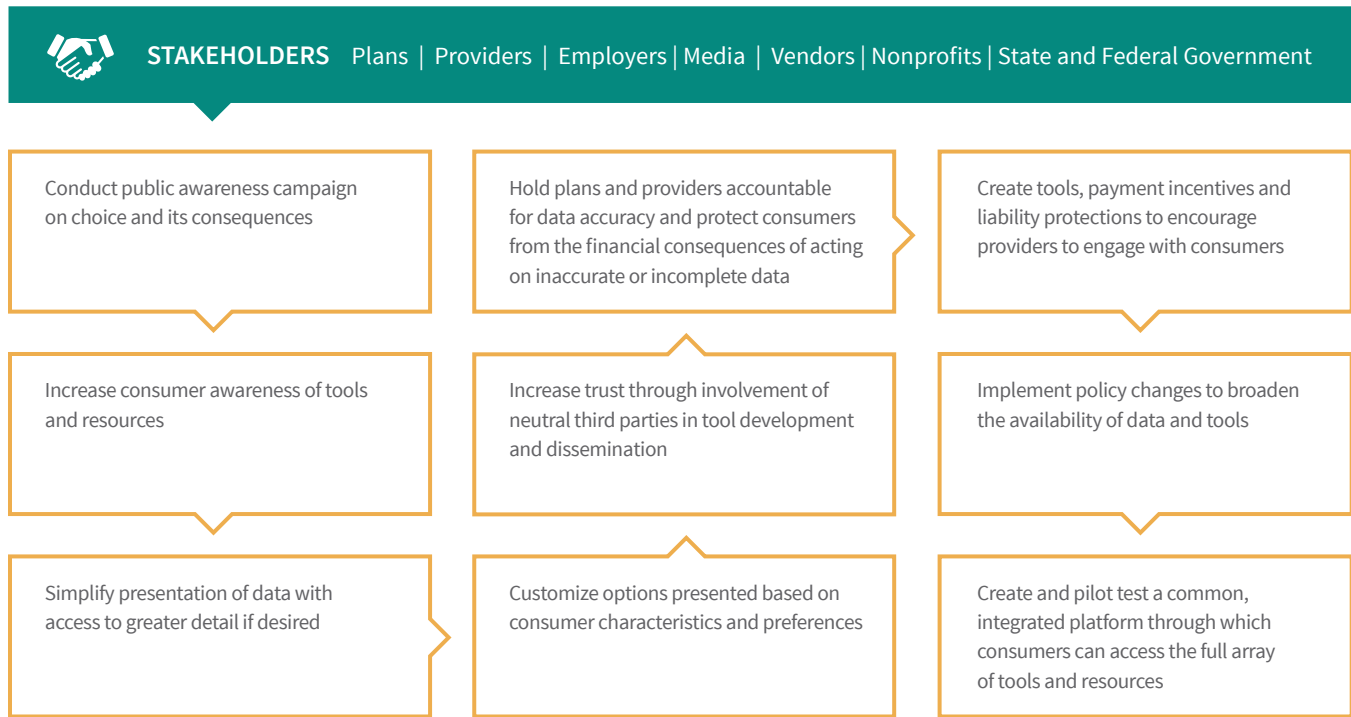 STAKEHOLDERS Plans | Providers | Employers | Media | Vendors | Nonprofits | State and Federal Government
Conduct public awareness campaign
on choice and its consequences
Increase consumer awareness of tools
and resources
Simplify presentation of data with
access to greater detail if desired
Customize options presented based on
consumer characteristics and preferences
Increase trust through involvement of
neutral third parties in tool development
and dissemination
Hold plans and providers accountable
for data accuracy and protect consumers
from the financial consequences of acting
on inaccurate or incomplete data
Create tools, payment incentives and
liability protections to encourage
providers to engage with consumers
Implement policy changes to broaden
the availability of data and tools
Create and pilot test a common,
integrated platform through which
consumers can access the full array
of tools and resources